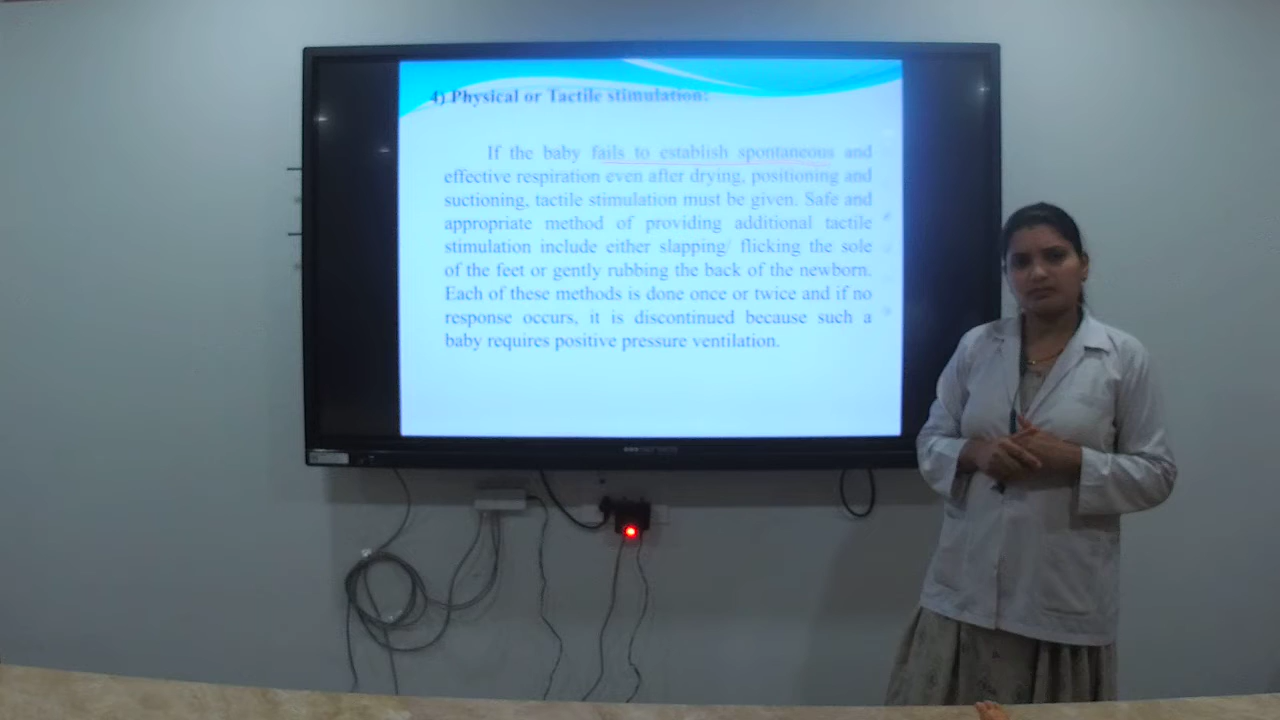 4) Physical or Tactile stimulation:
If the baby fails to establish spontaneous and
effective respiration even after drying, positioning and
suctioning, tactile stimulation must be given. Safe and
appropriate method of providing additional tactile
stimulation include either slapping/ flicking the sole
of the feet or gently rubbing the back of the newborn.
Each of these methods is done once or twice and if no
response occurs, it is discontinued because such a
baby requires positive pressure ventilation.